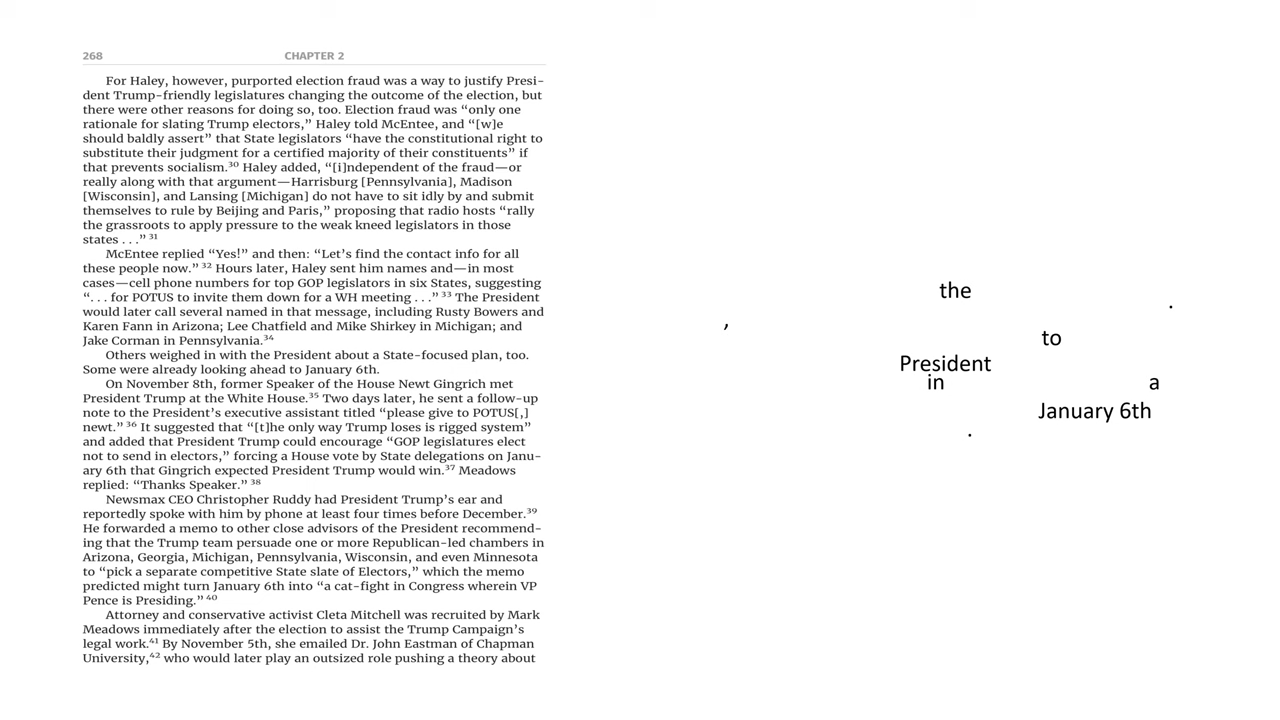 268 CHAPTER 2
For Haley, however, purported election fraud was a way to justify Presi-
dent Trump-friendly legislatures changing the outcome of the election, but
there were other reasons for doing so, too. Election fraud was “only one
rationale for slating Trump electors,” Haley told McEntee, and “[w]e
should baldly assert” that State legislators “have the constitutional right to
substitute their judgment for a certified majority of their constituents” if
that prevents socialism.³⁰ Haley added, “[i]ndependent of the fraud—or
really along with that argument—Harrisburg [Pennsylvania], Madison
[Wisconsin], and Lansing [Michigan] do not have to sit idly by and submit
themselves to rule by Beijing and Paris,” proposing that radio hosts “rally
the grassroots to apply pressure to the weak kneed legislators in those
states . . .” ³¹
McEntee replied “Yes!” and then: “Let’s find the contact info for all
these people now.” ³² Hours later, Haley sent him names and—in most
cases—cell phone numbers for top GOP legislators in six States, suggesting
“. . . for POTUS to invite them down for a WH meeting . . .” ³³ The President
would later call several named in that message, including Rusty Bowers and
Karen Fann in Arizona; Lee Chatfield and Mike Shirkey in Michigan; and
Jake Corman in Pennsylvania.³⁴
Others weighed in with the President about a State-focused plan, too.
Some were already looking ahead to January 6th.
On November 8th, former Speaker of the House Newt Gingrich met
President Trump at the White House.³⁵ Two days later, he sent a follow-up
note to the President’s executive assistant titled “please give to POTUS[,]
newt.” ³⁶ It suggested that “[t]he only way Trump loses is rigged system”
and added that President Trump could encourage “GOP legislatures elect
not to send in electors,” forcing a House vote by State delegations on Janu-
ary 6th that Gingrich expected President Trump would win.³⁷ Meadows
replied: “Thanks Speaker.” ³⁸
Newsmax CEO Christopher Ruddy had President Trump’s ear and
reportedly spoke with him by phone at least four times before December.³⁹
He forwarded a memo to other close advisors of the President recommend-
ing that the Trump team persuade one or more Republican-led chambers in
Arizona, Georgia, Michigan, Pennsylvania, Wisconsin, and even Minnesota
to “pick a separate competitive State slate of Electors,” which the memo
predicted might turn January 6th into “a cat-fight in Congress wherein VP
Pence is Presiding.” ⁴⁰
Attorney and conservative activist Cleta Mitchell was recruited by Mark
Meadows immediately after the election to assist the Trump Campaign’s
legal work.⁴¹ By November 5th, she emailed Dr. John Eastman of Chapman
University,⁴² who would later play an outsized role pushing a theory about
the
.
,
to
President
in a
January 6th
.